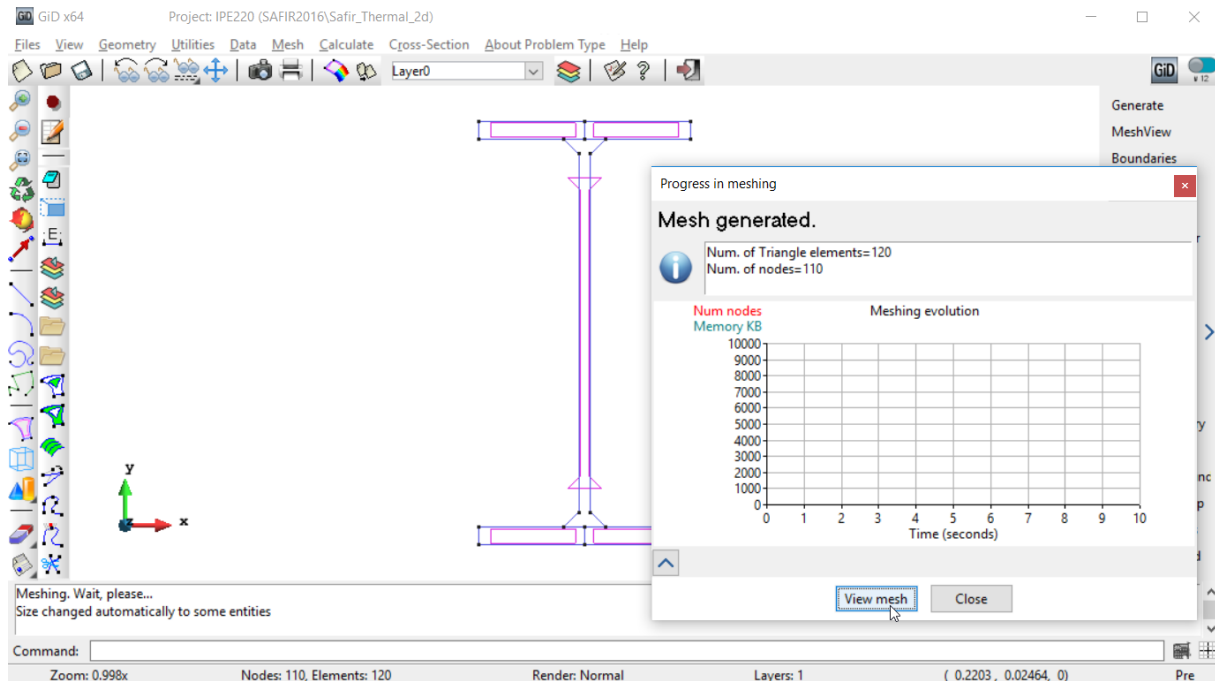 GiD GiD x64 Project: IPE220 (SAFIR2016\Safir_Thermal_2d)
Files View Geometry Utilities Data Mesh Calculate Cross-Section About Problem Type Help
Layer0 GiD v 12
Generate
MeshView
Boundaries
Progress in meshing
Mesh generated.
Num. of Triangle elements=120
Num. of nodes=110
Num nodes
Memory KB
Meshing evolution
10000
9000
8000
7000
6000
5000
4000
3000
2000
1000
0
0 1 2 3 4 5 6 7 8 9 10
Time (seconds)
View mesh Close
:E:
y
z x
Meshing. Wait, please...
Size changed automatically to some entities
Command:
Zoom: 0.998x Nodes: 110, Elements: 120 Render: Normal Layers: 1 ( 0.2203 , 0.02464, 0) Pre